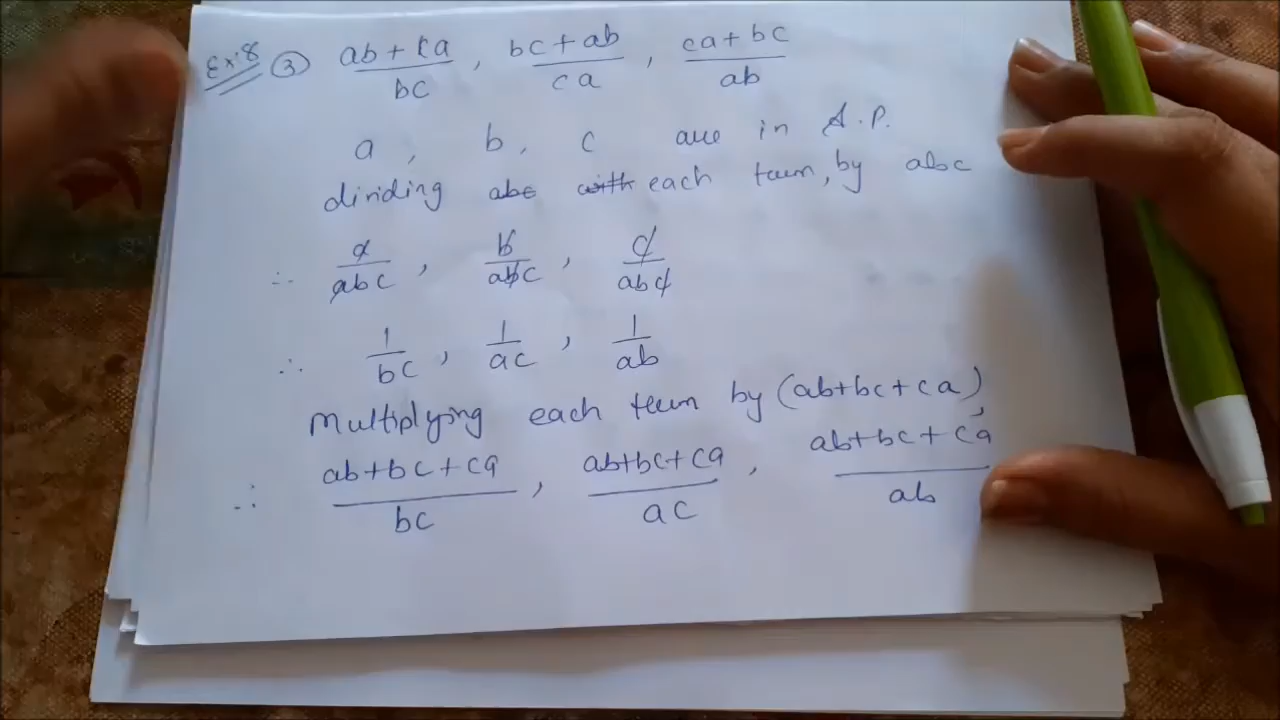 Ex:8 ③ ab + ca / bc , bc + ab / ca , ca + bc / ab
a , b, c are in A.P.
dividing abc with each term, by abc
∴ a/abc , b/abc , c/abc
∴ 1/bc , 1/ac , 1/ab
Multiplying each term by (ab+bc+ca),
∴ ab+bc+ca / bc , ab+bc+ca / ac , ab+bc+ca / ab